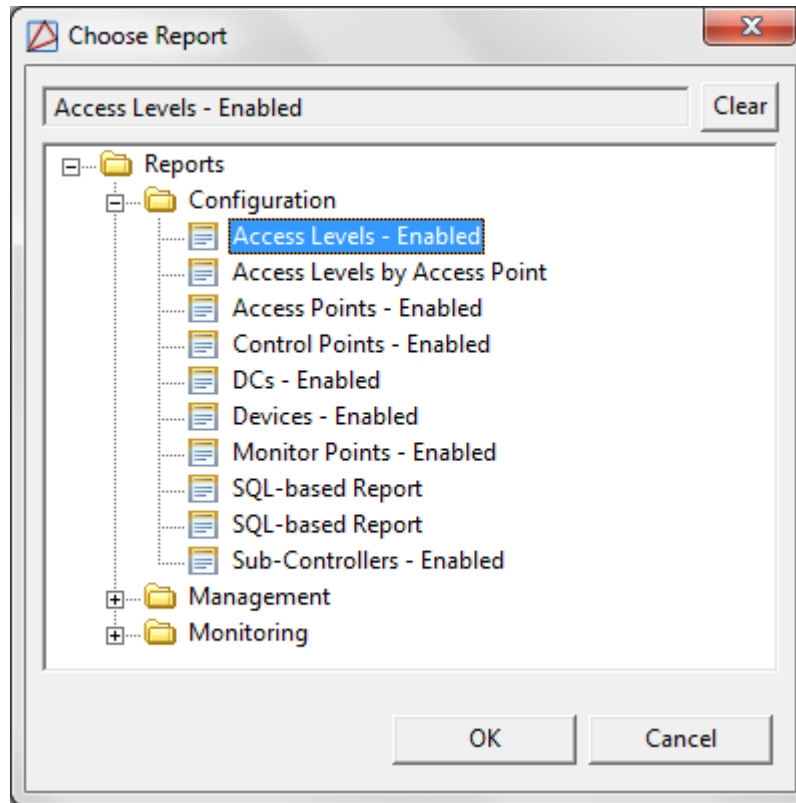 Choose Report
Access Levels - Enabled Clear
Reports
Configuration
Access Levels - Enabled
Access Levels by Access Point
Access Points - Enabled
Control Points - Enabled
DCs - Enabled
Devices - Enabled
Monitor Points - Enabled
SQL-based Report
SQL-based Report
Sub-Controllers - Enabled
Management
Monitoring
OK Cancel